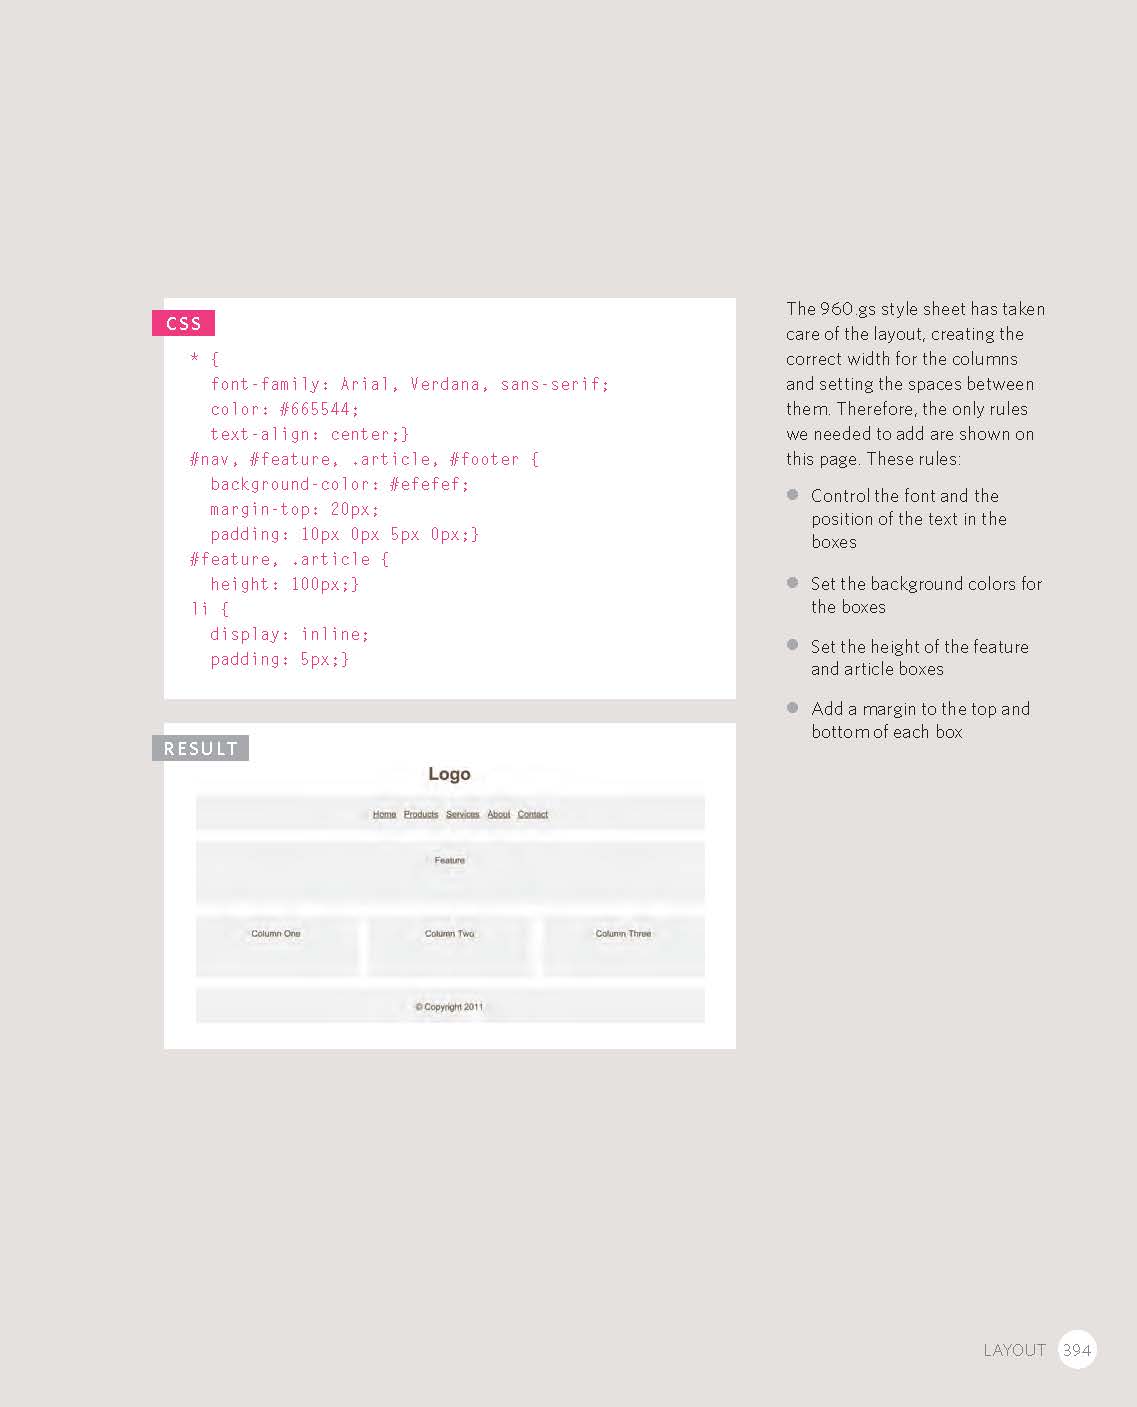 CSS
* {
  font-family: Arial, Verdana, sans-serif;
  color: #665544;
  text-align: center;}
#nav, #feature, .article, #footer {
  background-color: #efefef;
  margin-top: 20px;
  padding: 10px 0px 5px 0px;}
#feature, .article {
  height: 100px;}
li {
  display: inline;
  padding: 5px;}
RESULT
Logo
Home Products Services About Contact
Feature
Column One Column Two Column Three
© Copyright 2011
The 960.gs style sheet has taken
care of the layout, creating the
correct width for the columns
and setting the spaces between
them. Therefore, the only rules
we needed to add are shown on
this page. These rules:
● Control the font and the
position of the text in the
boxes
● Set the background colors for
the boxes
● Set the height of the feature
and article boxes
● Add a margin to the top and
bottom of each box
LAYOUT 394